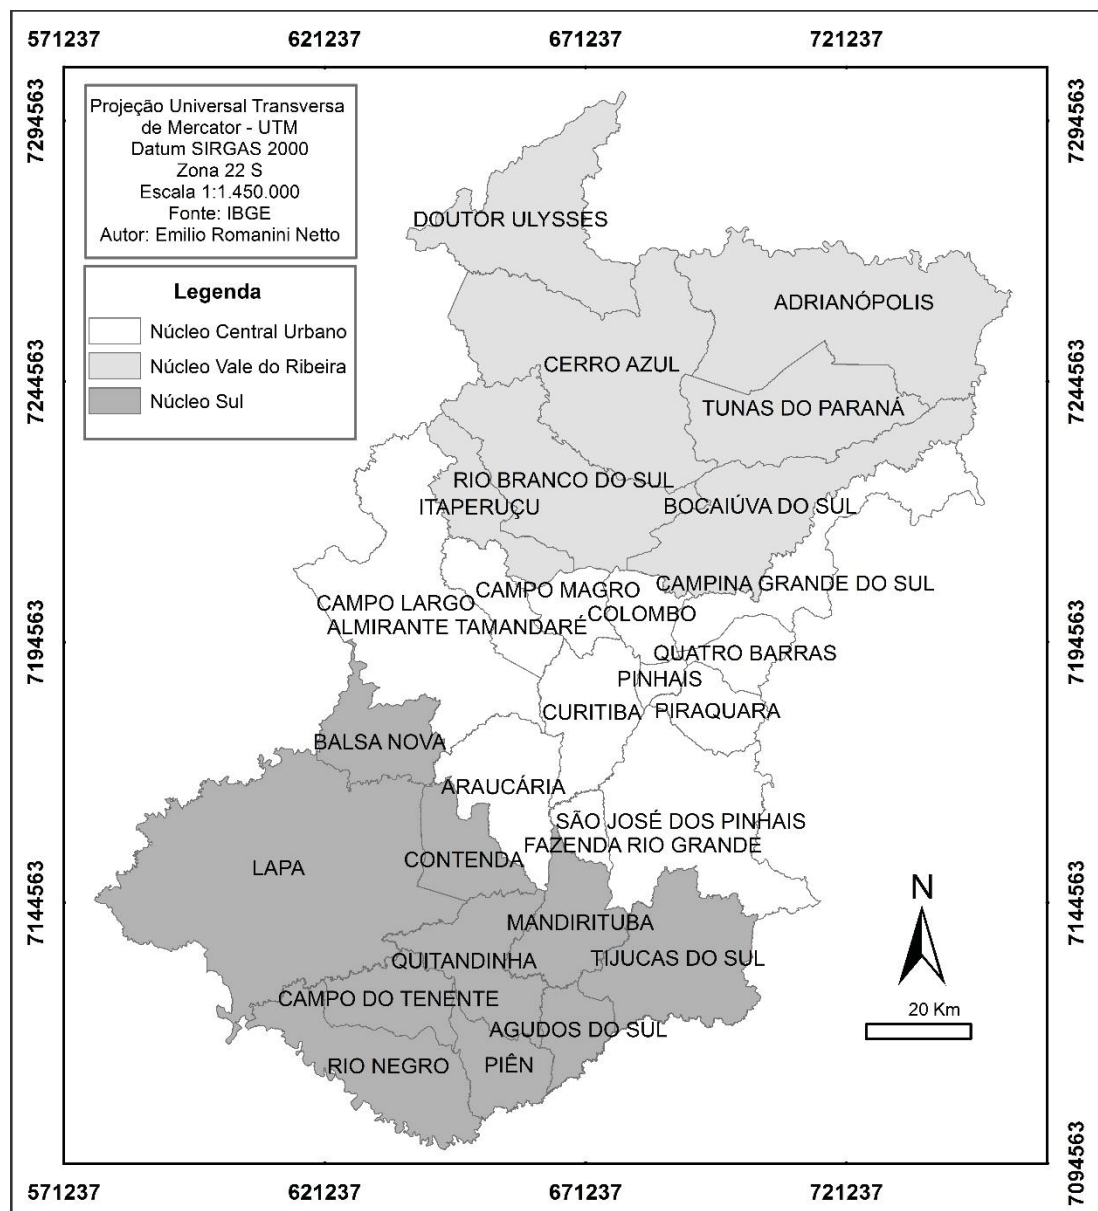 571237
621237
671237
721237
7294563
7294563
Projeção Universal Transversa
de Mercator - UTM
Datum SIRGAS 2000
Zona 22 S
Escala 1:1.450.000
Fonte: IBGE
Autor: Emilio Romanini Netto
Legenda
Núcleo Central Urbano
Núcleo Vale do Ribeira
Núcleo Sul
DOUTOR ULYSSES
ADRIANÓPOLIS
CERRO AZUL
7244563
7244563
TUNAS DO PARANÁ
RIO BRANCO DO SUL
ITAPERUÇU
BOCAIÚVA DO SUL
CAMPO MAGRO
CAMPINA GRANDE DO SUL
CAMPO LARGO
COLOMBO
ALMIRANTE TAMANDARÉ
7194563
7194563
QUATRO BARRAS
PINHAIS
CURITIBA
PIRAQUARA
BALSA NOVA
ARAUCÁRIA
SÃO JOSÉ DOS PINHAIS
FAZENDA RIO GRANDE
CONTENDA
LAPA
7144563
7144563
N
MANDIRITUBA
QUITANDINHA
TIJUCAS DO SUL
CAMPO DO TENENTE
20 Km
AGUDOS DO SUL
RIO NEGRO
PIÊN
7094563
571237
621237
671237
721237